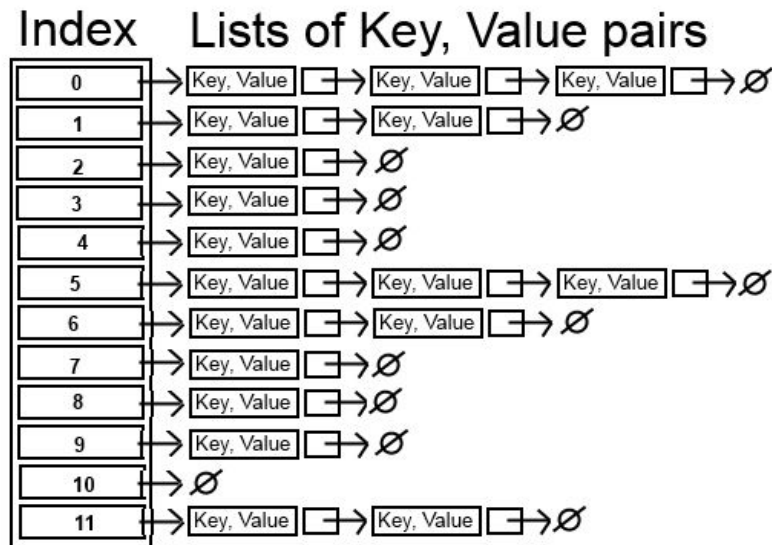 Index Lists of Key, Value pairs
0 Key, Value Key, Value Key, Value Ø
1 Key, Value Key, Value Ø
2 Key, Value Ø
3 Key, Value Ø
4 Key, Value Ø
5 Key, Value Key, Value Key, Value Ø
6 Key, Value Key, Value Ø
7 Key, Value Ø
8 Key, Value Ø
9 Key, Value Ø
10 Ø
11 Key, Value Key, Value Ø